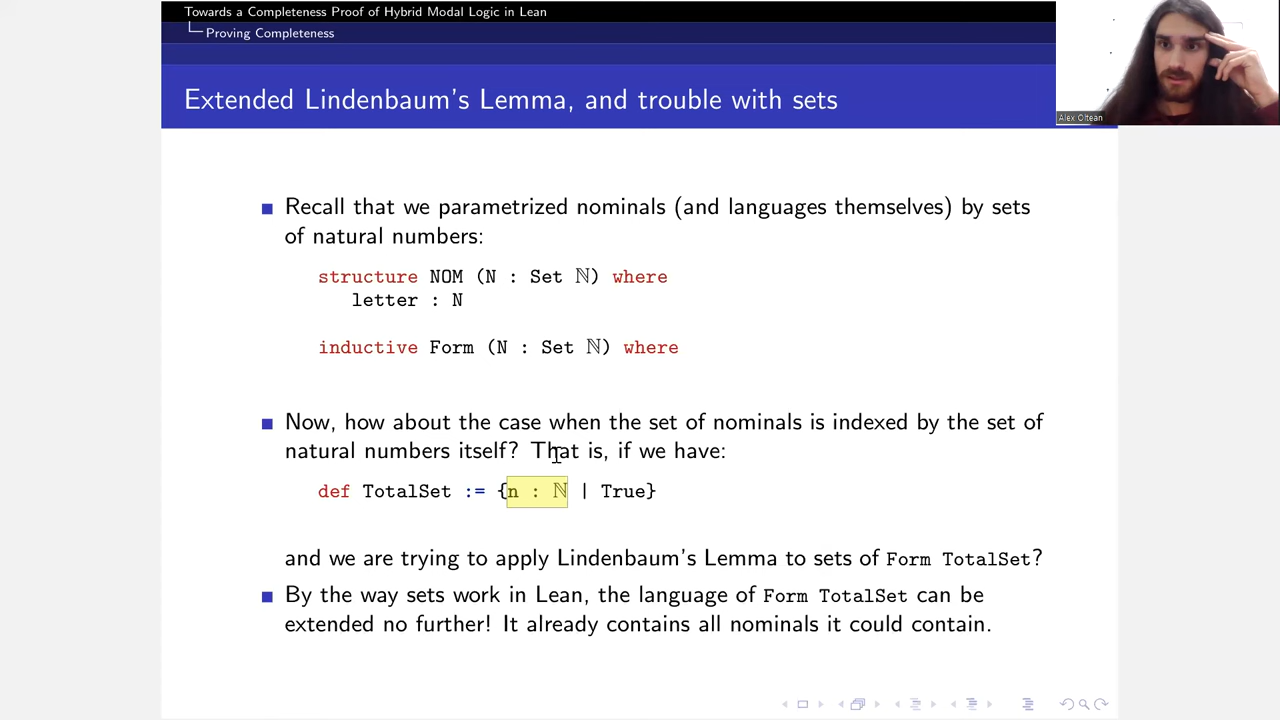 Towards a Completeness Proof of Hybrid Modal Logic in Lean
Proving Completeness
Extended Lindenbaum's Lemma, and trouble with sets
Alex Oltean
Recall that we parametrized nominals (and languages themselves) by sets
of natural numbers:
structure NOM (N : Set ℕ) where
letter : N
inductive Form (N : Set ℕ) where
Now, how about the case when the set of nominals is indexed by the set of
natural numbers itself? That is, if we have:
def TotalSet := {n : ℕ | True}
and we are trying to apply Lindenbaum's Lemma to sets of Form TotalSet?
By the way sets work in Lean, the language of Form TotalSet can be
extended no further! It already contains all nominals it could contain.